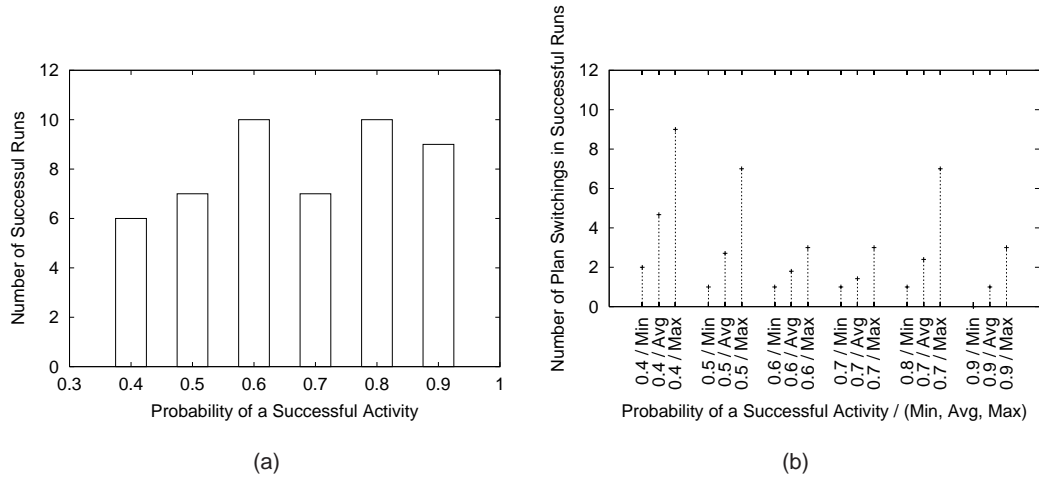 Number of Successul Runs
12
10
8
6
4
2
0
0.3 0.4 0.5 0.6 0.7 0.8 0.9 1
Probability of a Successful Activity
(a)
Number of Plan Switchings in Successful Runs
12
10
8
6
4
2
0
0.4 / Min
0.4 / Avg
0.4 / Max
0.5 / Min
0.5 / Avg
0.5 / Max
0.6 / Min
0.6 / Avg
0.6 / Max
0.7 / Min
0.7 / Avg
0.7 / Max
0.8 / Min
0.7 / Avg
0.7 / Max
0.9 / Min
0.9 / Avg
0.9 / Max
Probability of a Successful Activity / (Min, Avg, Max)
(b)